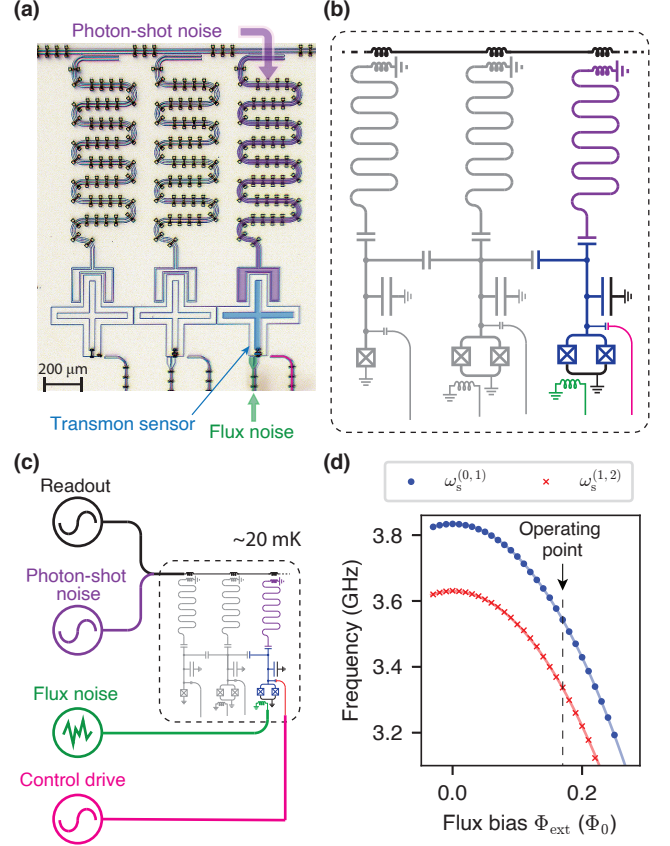 (a)
Photon-shot noise
200 μm
Transmon sensor
Flux noise
(b)
(c)
Readout
~20 mK
Photon-shot
noise
Flux noise
Control drive
(d)
ω_s^(0,1) ω_s^(1,2)
Operating
point
3.8
3.6
3.4
3.2
Frequency (GHz)
0.0 0.2
Flux bias Φ_ext (Φ_0)